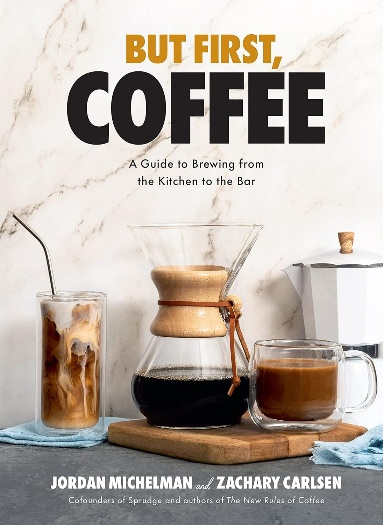 BUT FIRST,
COFFEE
A Guide to Brewing from
the Kitchen to the Bar
JORDAN MICHELMAN and ZACHARY CARLSEN
Cofounders of Sprudge and authors of The New Rules of Coffee